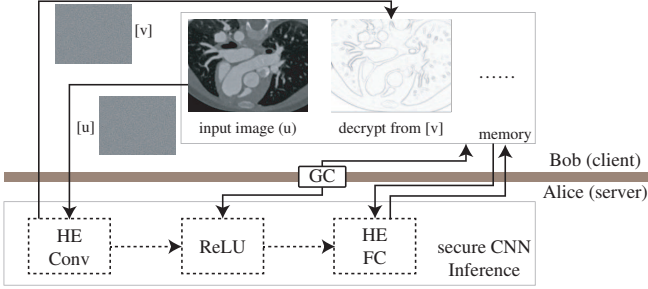 [v]
[u]
input image (u)
decrypt from [v]
......
memory
Bob (client)
GC
Alice (server)
HE
Conv
ReLU
HE
FC
secure CNN
Inference